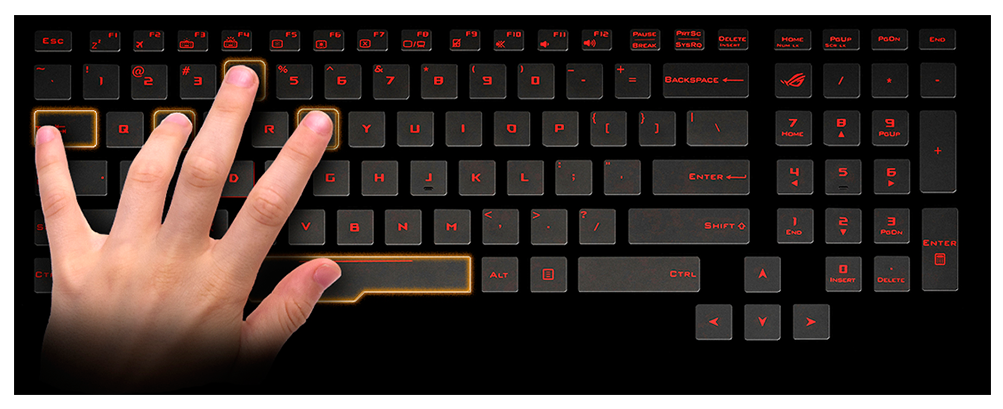 Esc F1 F2 F3 F4 F5 F6 F7 F8 F9 F10 F11 F12 Pause Break PrtSc SysRq Delete Insert Home Num LK PgUp Scr LK PgDn End
~ ! 1 @ 2 # 3 % 5 ^ 6 & 7 * 8 ( 9 ) 0 _ - + = Backspace / * -
Q R Y U I O P { [ } ] | \ 7 Home 8 9 PgUp +
D G H J K L : ; " ' Enter 4 5 6
S V B N M < , > . ? / Shift 1 End 2 3 PgDn Enter
Ctrl Alt Ctrl 0 Insert . Delete